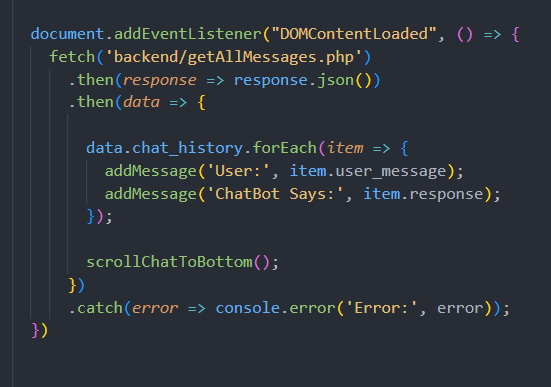 document.addEventListener("DOMContentLoaded", () => {
  fetch('backend/getAllMessages.php')
    .then(response => response.json())
    .then(data => {

      data.chat_history.forEach(item => {
        addMessage('User:', item.user_message);
        addMessage('ChatBot Says:', item.response);
      });

      scrollChatToBottom();
    })
    .catch(error => console.error('Error:', error));
})